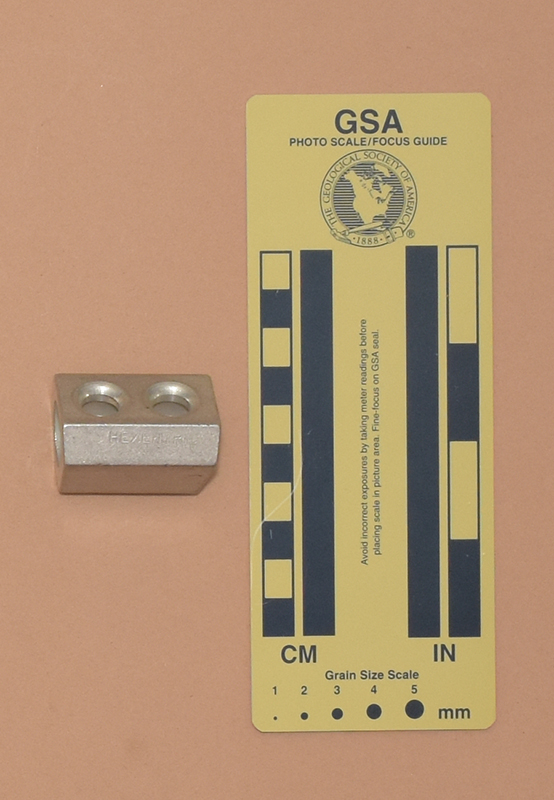 GSA
PHOTO SCALE/FOCUS GUIDE
THE GEOLOGICAL SOCIETY OF AMERICA
1888
®
Avoid incorrect exposures by taking meter readings before
placing scale in picture area. Fine-focus on GSA seal.
CM
IN
Grain Size Scale
1 2 3 4 5
mm